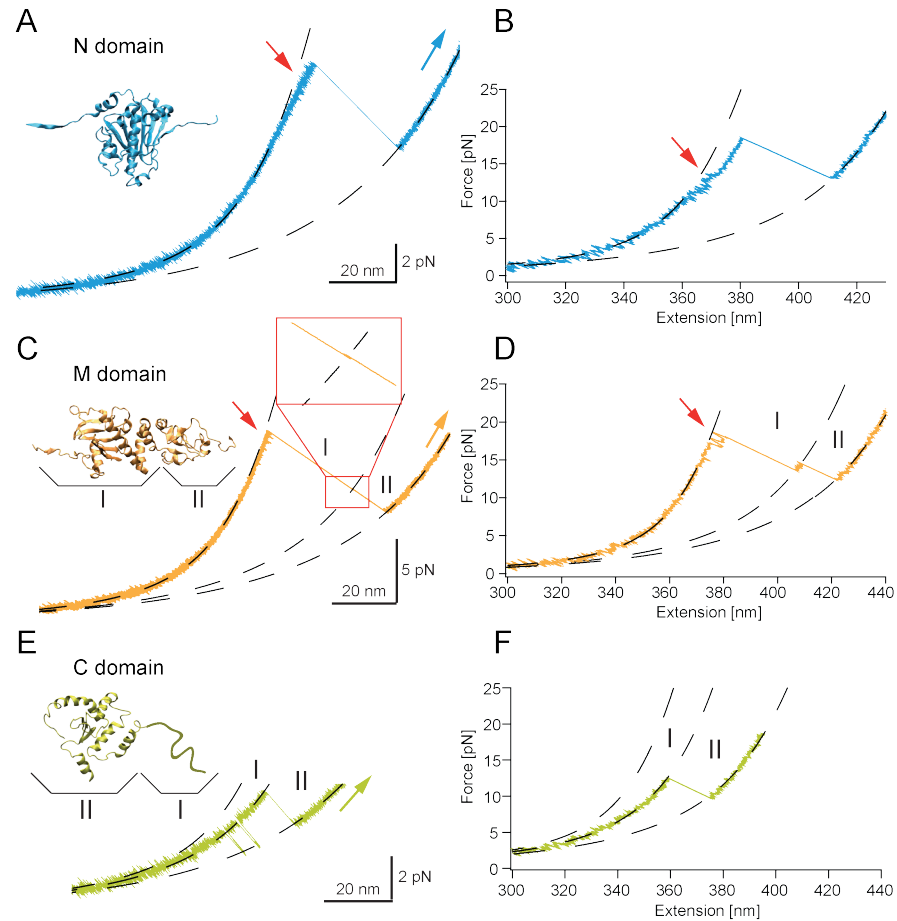 A
N domain
20 nm
2 pN
B
25
20
15
10
5
0
Force [pN]
300 320 340 360 380 400 420
Extension [nm]
C
M domain
I
II
I
II
20 nm
5 pN
D
25
20
15
10
5
0
Force [pN]
I
II
300 320 340 360 380 400 420 440
Extension [nm]
E
C domain
II
I
I
II
20 nm
2 pN
F
25
20
15
10
5
0
Force [pN]
I
II
300 320 340 360 380 400 420 440
Extension [nm]